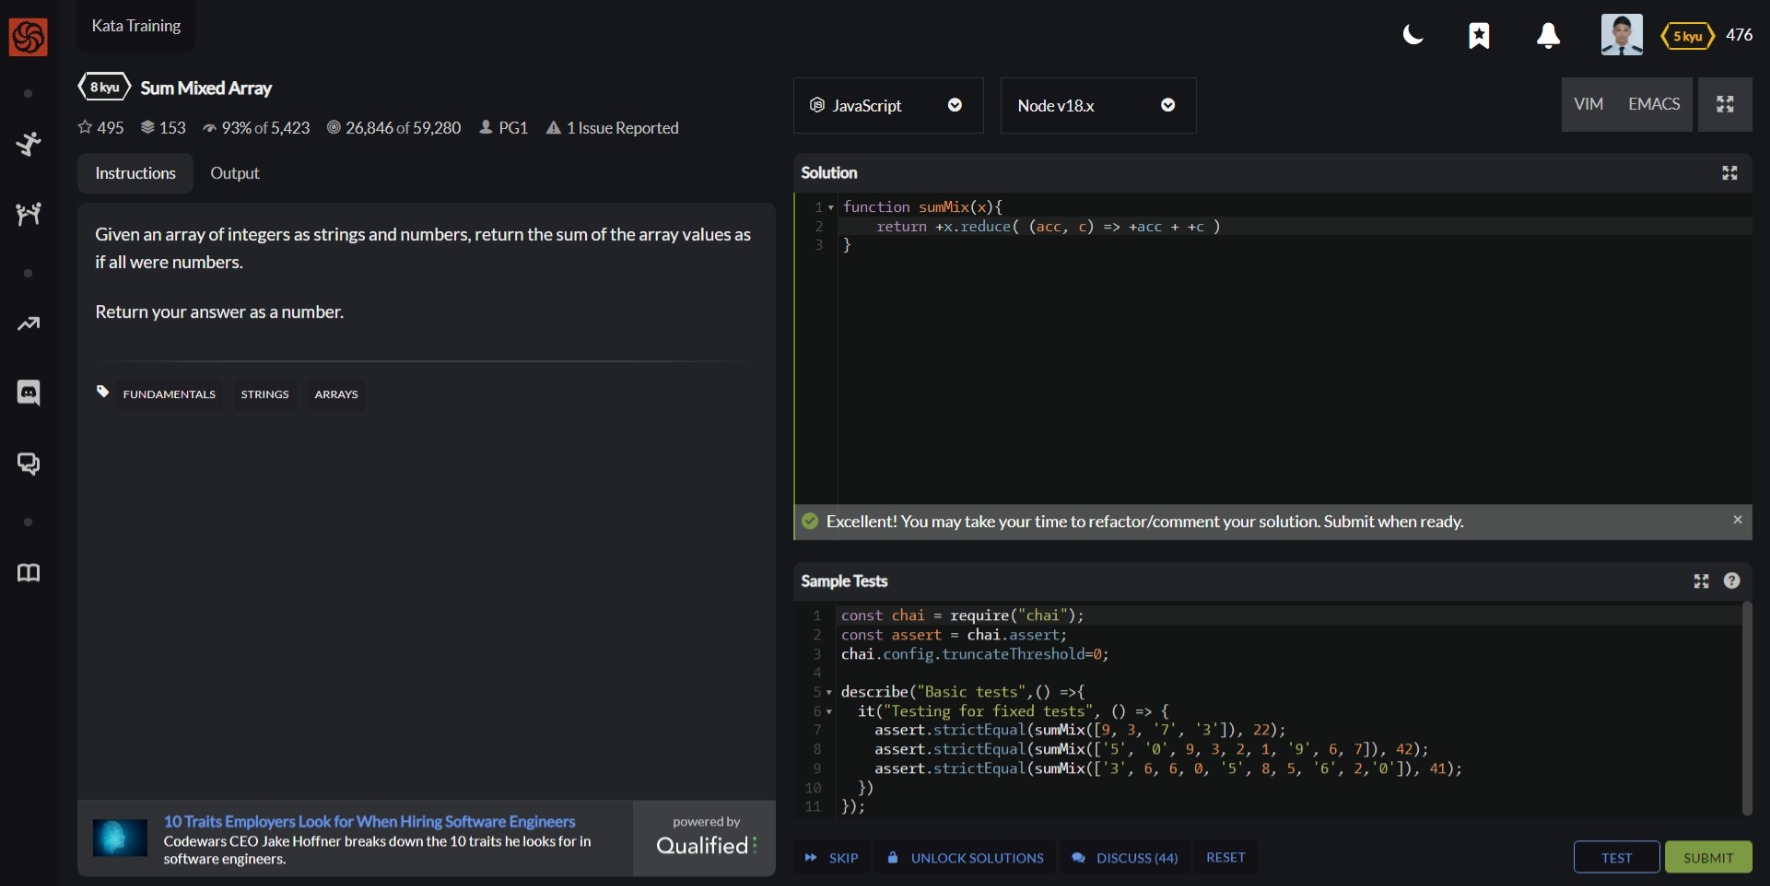 Kata Training
5 kyu 476
8 kyu Sum Mixed Array
495 153 93% of 5,423 26,846 of 59,280 PG1 1 Issue Reported
Instructions Output
Given an array of integers as strings and numbers, return the sum of the array values as
if all were numbers.
Return your answer as a number.
FUNDAMENTALS STRINGS ARRAYS
10 Traits Employers Look for When Hiring Software Engineers
Codewars CEO Jake Hoffner breaks down the 10 traits he looks for in
software engineers.
powered by
Qualified
JavaScript Node v18.x VIM EMACS
Solution
1 function sumMix(x){
2 return +x.reduce( (acc, c) => +acc + +c )
3 }
Excellent! You may take your time to refactor/comment your solution. Submit when ready. ×
Sample Tests ?
1 const chai = require("chai");
2 const assert = chai.assert;
3 chai.config.truncateThreshold=0;
4
5 describe("Basic tests",() =>{
6 it("Testing for fixed tests", () => {
7 assert.strictEqual(sumMix([9, 3, '7', '3']), 22);
8 assert.strictEqual(sumMix(['5', '0', 9, 3, 2, 1, '9', 6, 7]), 42);
9 assert.strictEqual(sumMix(['3', 6, 6, 0, '5', 8, 5, '6', 2,'0']), 41);
10 })
11 });
SKIP UNLOCK SOLUTIONS DISCUSS (44) RESET TEST SUBMIT